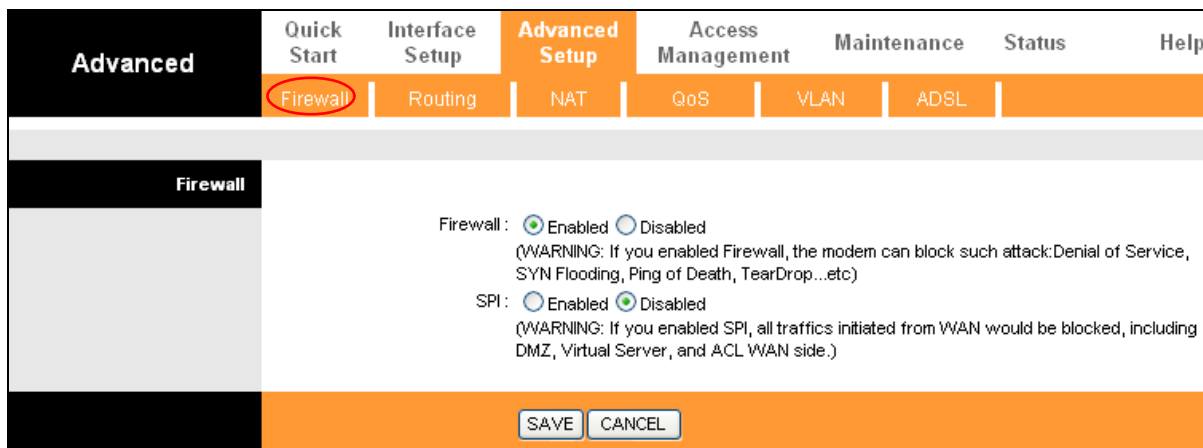 Advanced
Quick Start
Interface Setup
Advanced Setup
Access Management
Maintenance
Status
Help
Firewall
Routing
NAT
QoS
VLAN
ADSL
Firewall
Firewall : Enabled Disabled
(WARNING: If you enabled Firewall, the modem can block such attack:Denial of Service,
SYN Flooding, Ping of Death, TearDrop...etc)
SPI : Enabled Disabled
(WARNING: If you enabled SPI, all traffics initiated from WAN would be blocked, including
DMZ, Virtual Server, and ACL WAN side.)
SAVE CANCEL